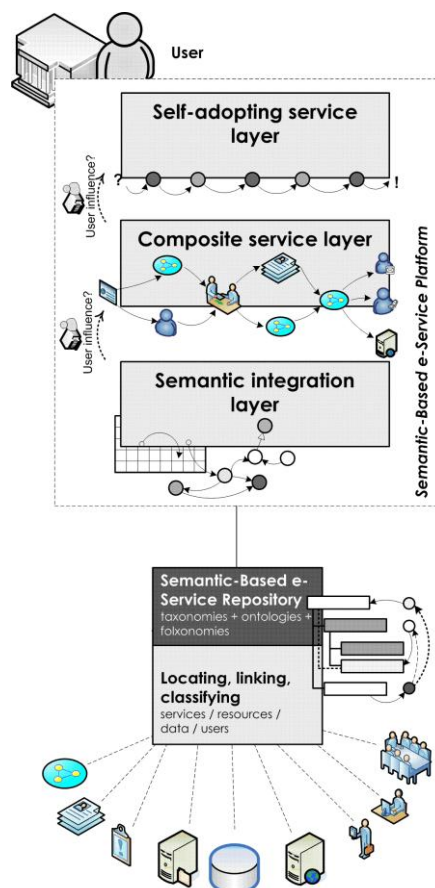 User
Self-adopting service
layer
?
!
User influence?
Composite service layer
User influence?
Semantic integration
layer
Semantic-Based e-Service Platform
Semantic-Based e-
Service Repository
taxonomies + ontologies +
folxonomies
Locating, linking,
classifying
services / resources /
data / users